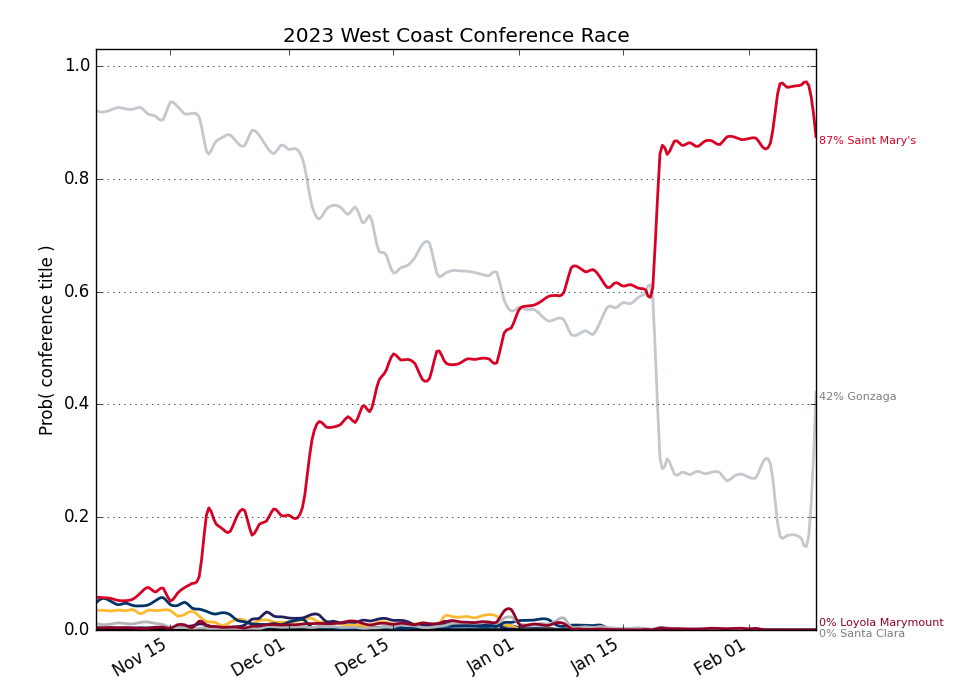 2023 West Coast Conference Race
Prob( conference title )
1.0
0.8
0.6
0.4
0.2
0.0
Nov 15
Dec 01
Dec 15
Jan 01
Jan 15
Feb 01
87% Saint Mary's
42% Gonzaga
0% Loyola Marymount
0% Santa Clara